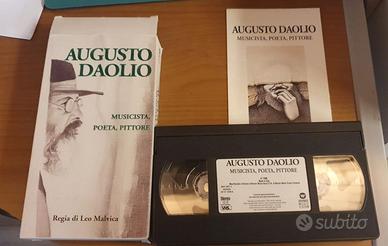 AUGUSTO
DAOLIO
MUSICISTA,
POETA, PITTORE
Regia di Leo Malvica
AUGUSTO DAOLIO
MUSICISTA, POETA, PITTORE
AUGUSTO DAOLIO
MUSICISTA, POETA, PITTORE
VHS
SUBITO